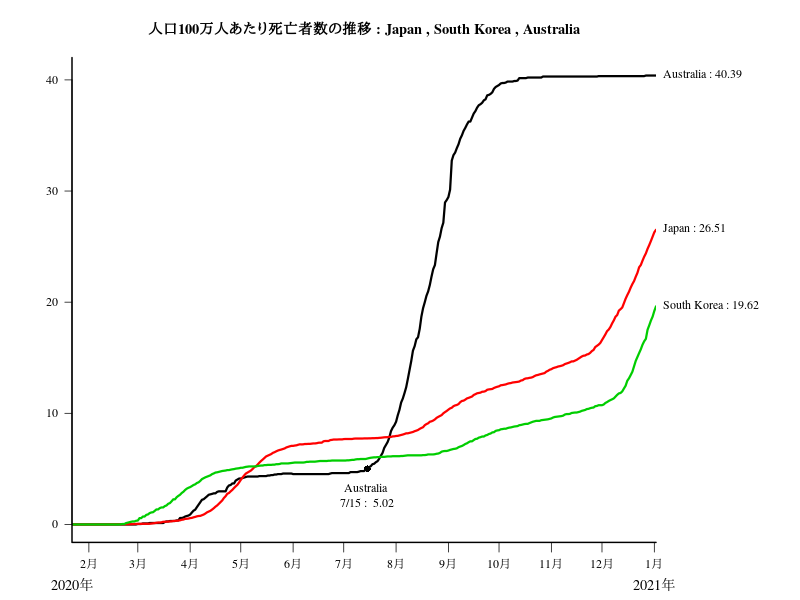 人口100万人あたり死亡者数の推移 : Japan , South Korea , Australia
40
30
20
10
0
Australia : 40.39
Japan : 26.51
South Korea : 19.62
Australia
7/15 : 5.02
2月 3月 4月 5月 6月 7月 8月 9月 10月 11月 12月 1月
2020年 2021年